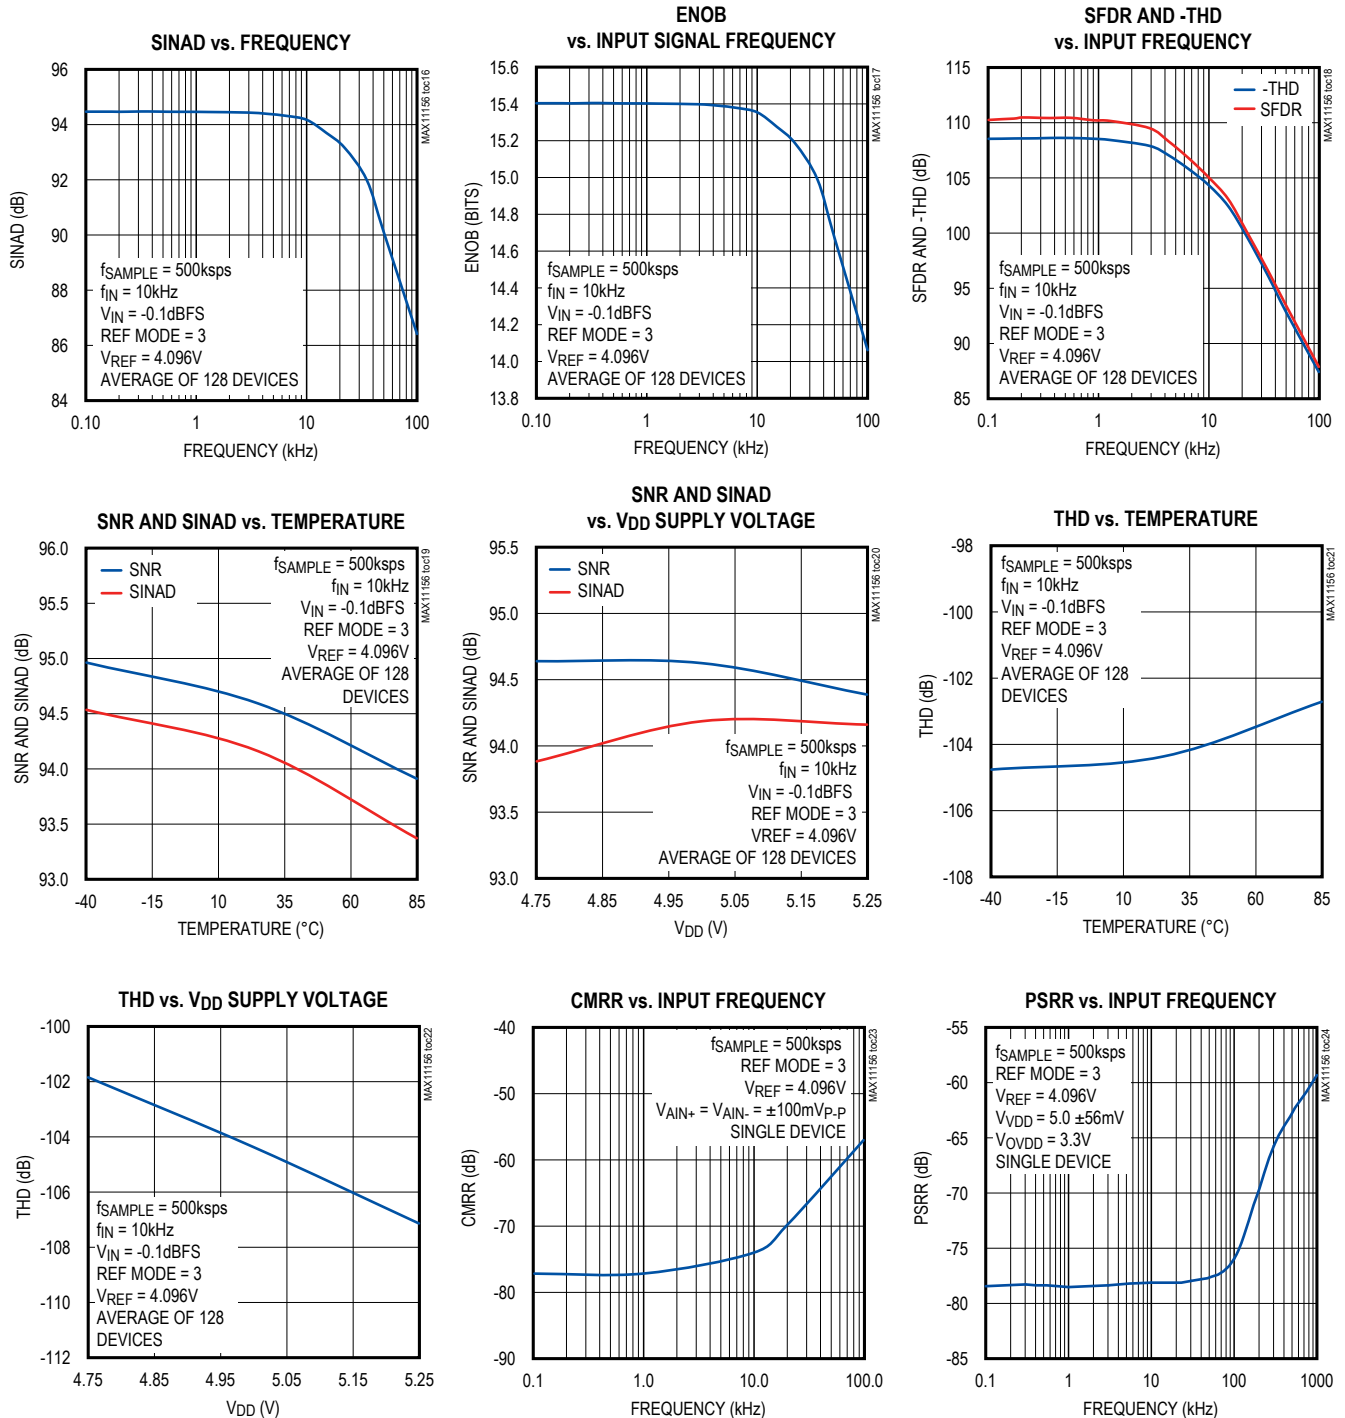 SINAD vs. FREQUENCY
MAX11156 toc16
SINAD (dB)
96
94
92
90
88
86
84
fSAMPLE = 500ksps
fIN = 10kHz
VIN = -0.1dBFS
REF MODE = 3
VREF = 4.096V
AVERAGE OF 128 DEVICES
0.10 1 10 100
FREQUENCY (kHz)
ENOB
vs. INPUT SIGNAL FREQUENCY
MAX11156 toc17
ENOB (BITS)
15.6
15.4
15.2
15.0
14.8
14.6
14.4
14.2
14.0
13.8
fSAMPLE = 500ksps
fIN = 10kHz
VIN = -0.1dBFS
REF MODE = 3
VREF = 4.096V
AVERAGE OF 128 DEVICES
0.1 1 10 100
FREQUENCY (kHz)
SFDR AND -THD
vs. INPUT FREQUENCY
MAX11156 toc18
SFDR AND -THD (dB)
115
110
105
100
95
90
85
-THD
SFDR
fSAMPLE = 500ksps
fIN = 10kHz
VIN = -0.1dBFS
REF MODE = 3
VREF = 4.096V
AVERAGE OF 128 DEVICES
0.1 1 10 100
FREQUENCY (kHz)
SNR AND SINAD vs. TEMPERATURE
MAX11156 toc19
SNR AND SINAD (dB)
96.0
95.5
95.0
94.5
94.0
93.5
93.0
SNR
SINAD
fSAMPLE = 500ksps
fIN = 10kHz
VIN = -0.1dBFS
REF MODE = 3
VREF = 4.096V
AVERAGE OF 128
DEVICES
-40 -15 10 35 60 85
TEMPERATURE (°C)
SNR AND SINAD
vs. VDD SUPPLY VOLTAGE
MAX11156 toc20
SNR AND SINAD (dB)
95.5
95.0
94.5
94.0
93.5
93.0
SNR
SINAD
fSAMPLE = 500ksps
fIN = 10kHz
VIN = -0.1dBFS
REF MODE = 3
VREF = 4.096V
AVERAGE OF 128 DEVICES
4.75 4.85 4.95 5.05 5.15 5.25
VDD (V)
THD vs. TEMPERATURE
MAX11156 toc21
THD (dB)
-98
-100
-102
-104
-106
-108
fSAMPLE = 500ksps
fIN = 10kHz
VIN = -0.1dBFS
REF MODE = 3
VREF = 4.096V
AVERAGE OF 128
DEVICES
-40 -15 10 35 60 85
TEMPERATURE (°C)
THD vs. VDD SUPPLY VOLTAGE
MAX11156 toc22
THD (dB)
-100
-102
-104
-106
-108
-110
-112
fSAMPLE = 500ksps
fIN = 10kHz
VIN = -0.1dBFS
REF MODE = 3
VREF = 4.096V
AVERAGE OF 128
DEVICES
4.75 4.85 4.95 5.05 5.15 5.25
VDD (V)
CMRR vs. INPUT FREQUENCY
MAX11156 toc23
CMRR (dB)
-40
-50
-60
-70
-80
-90
fSAMPLE = 500ksps
REF MODE = 3
VREF = 4.096V
VAIN+ = VAIN- = ±100mVP-P
SINGLE DEVICE
0.1 1.0 10.0 100.0
FREQUENCY (kHz)
PSRR vs. INPUT FREQUENCY
MAX11156 toc24
PSRR (dB)
-55
-60
-65
-70
-75
-80
-85
fSAMPLE = 500ksps
REF MODE = 3
VREF = 4.096V
VVDD = 5.0 ±56mV
VOVDD = 3.3V
SINGLE DEVICE
0.1 1 10 100 1000
FREQUENCY (kHz)